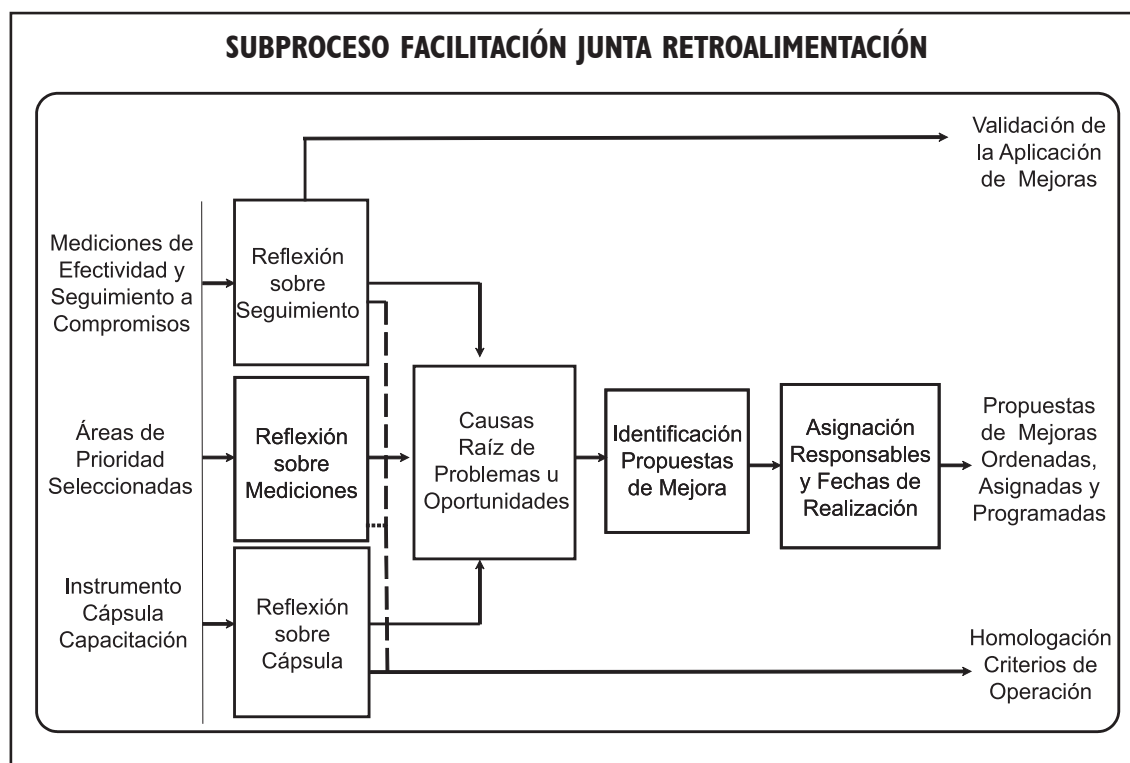 SUBPROCESO FACILITACIÓN JUNTA RETROALIMENTACIÓN
Validación de
la Aplicación
de Mejoras
Mediciones de
Efectividad y
Seguimiento a
Compromisos
Reflexión
sobre
Seguimiento
Áreas de
Prioridad
Seleccionadas
Reflexión
sobre
Mediciones
Causas
Raíz de
Problemas u
Oportunidades
Identificación
Propuestas
de Mejora
Asignación
Responsables
y Fechas de
Realización
Propuestas
de Mejoras
Ordenadas,
Asignadas y
Programadas
Instrumento
Cápsula
Capacitación
Reflexión
sobre
Cápsula
Homologación
Criterios de
Operación